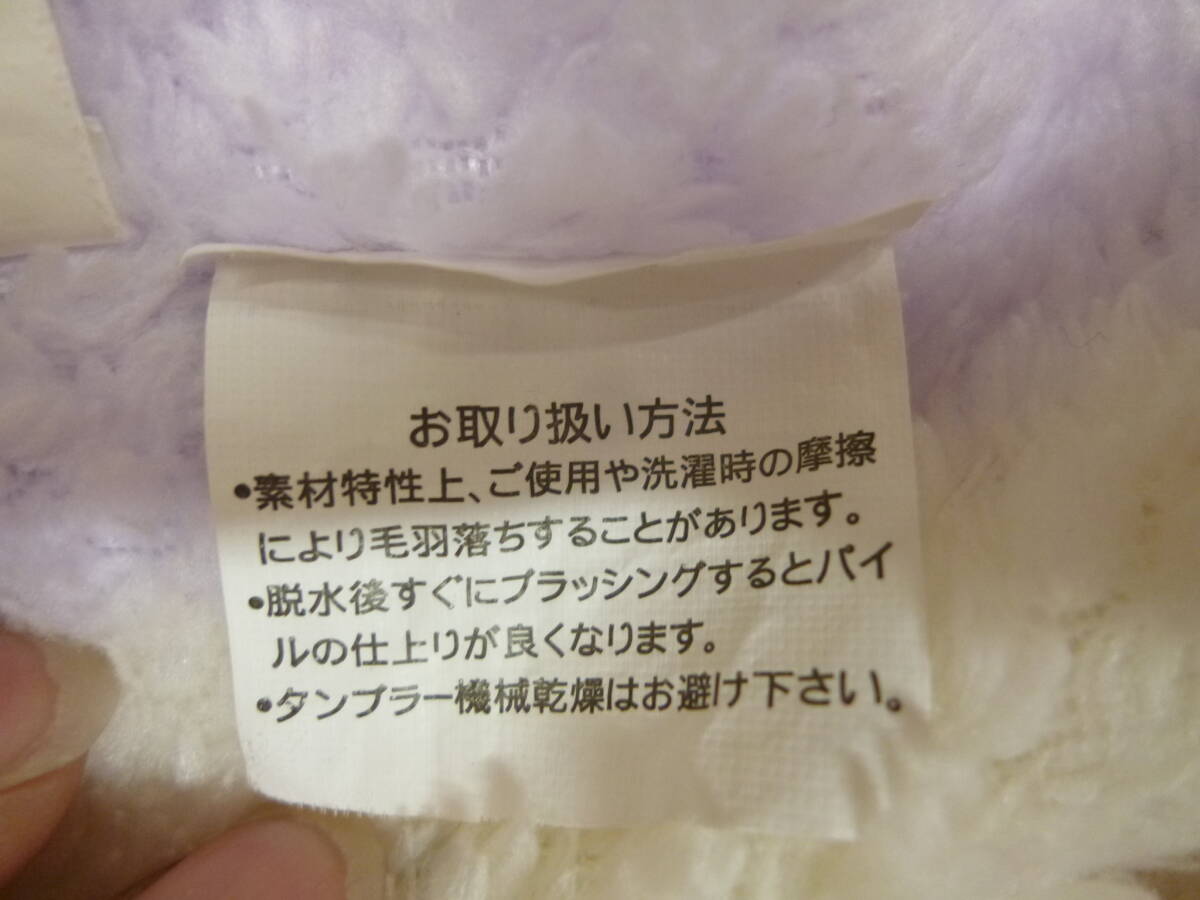 お取り扱い方法
•素材特性上、ご使用や洗濯時の摩擦
により毛羽落ちすることがあります。
•脱水後すぐにブラッシングするとパイ
ルの仕上りが良くなります。
•タンブラー機械乾燥はお避け下さい。